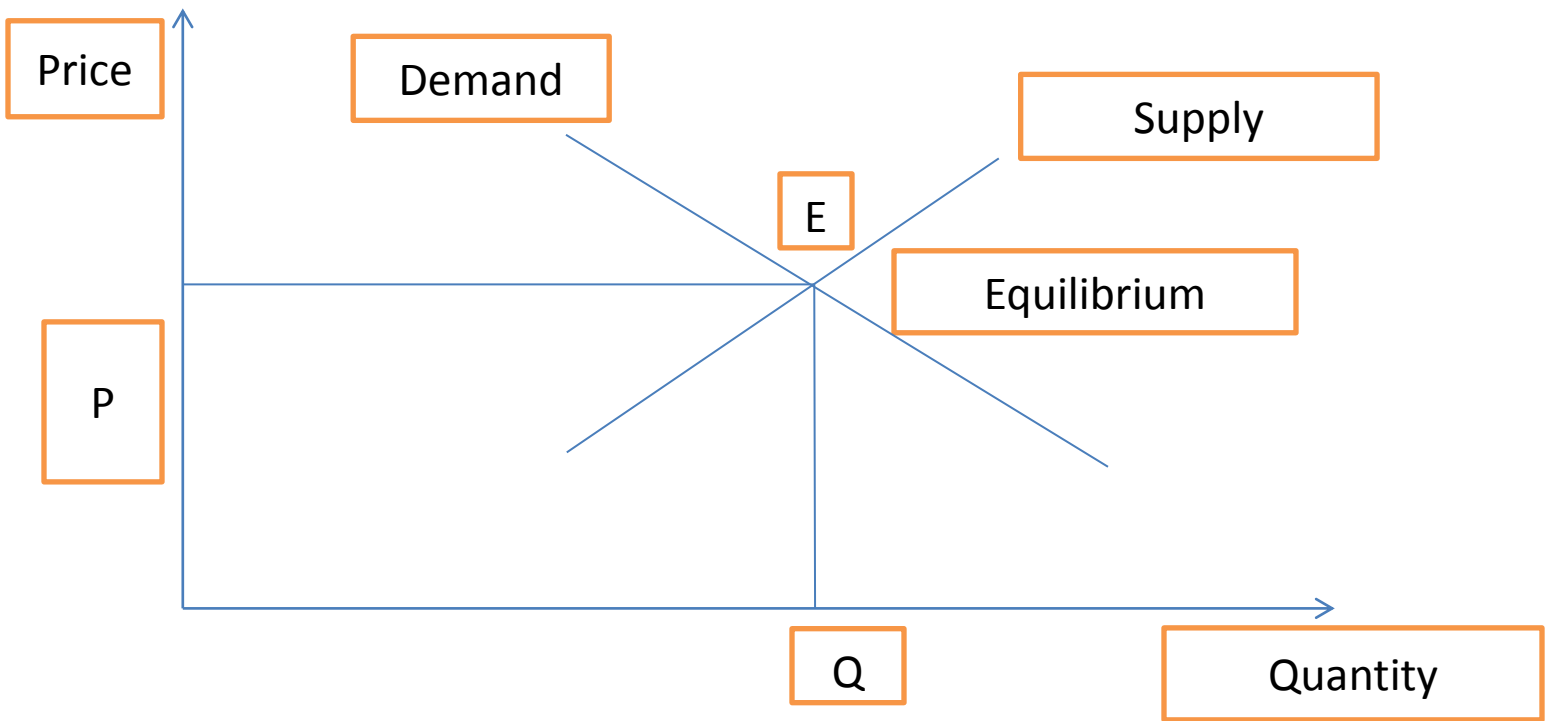 Price
Demand
Supply
E
Equilibrium
P
Q
Quantity